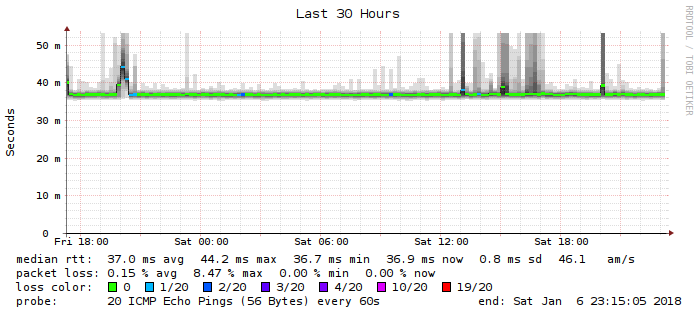 Last 30 Hours
RRDTOOL / TOBI OETIKER
Seconds
50 m
40 m
30 m
20 m
10 m
0
Fri 18:00 Sat 00:00 Sat 06:00 Sat 12:00 Sat 18:00
median rtt: 37.0 ms avg 44.2 ms max 36.7 ms min 36.9 ms now 0.8 ms sd 46.1 am/s
packet loss: 0.15 % avg 8.47 % max 0.00 % min 0.00 % now
loss color: 0 1/20 2/20 3/20 4/20 10/20 19/20
probe: 20 ICMP Echo Pings (56 Bytes) every 60s end: Sat Jan 6 23:15:05 2018